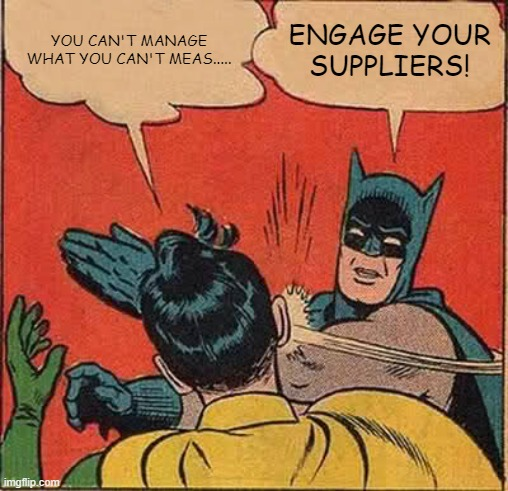 YOU CAN'T MANAGE
WHAT YOU CAN'T MEAS.....
ENGAGE YOUR
SUPPLIERS!
imgflip.com